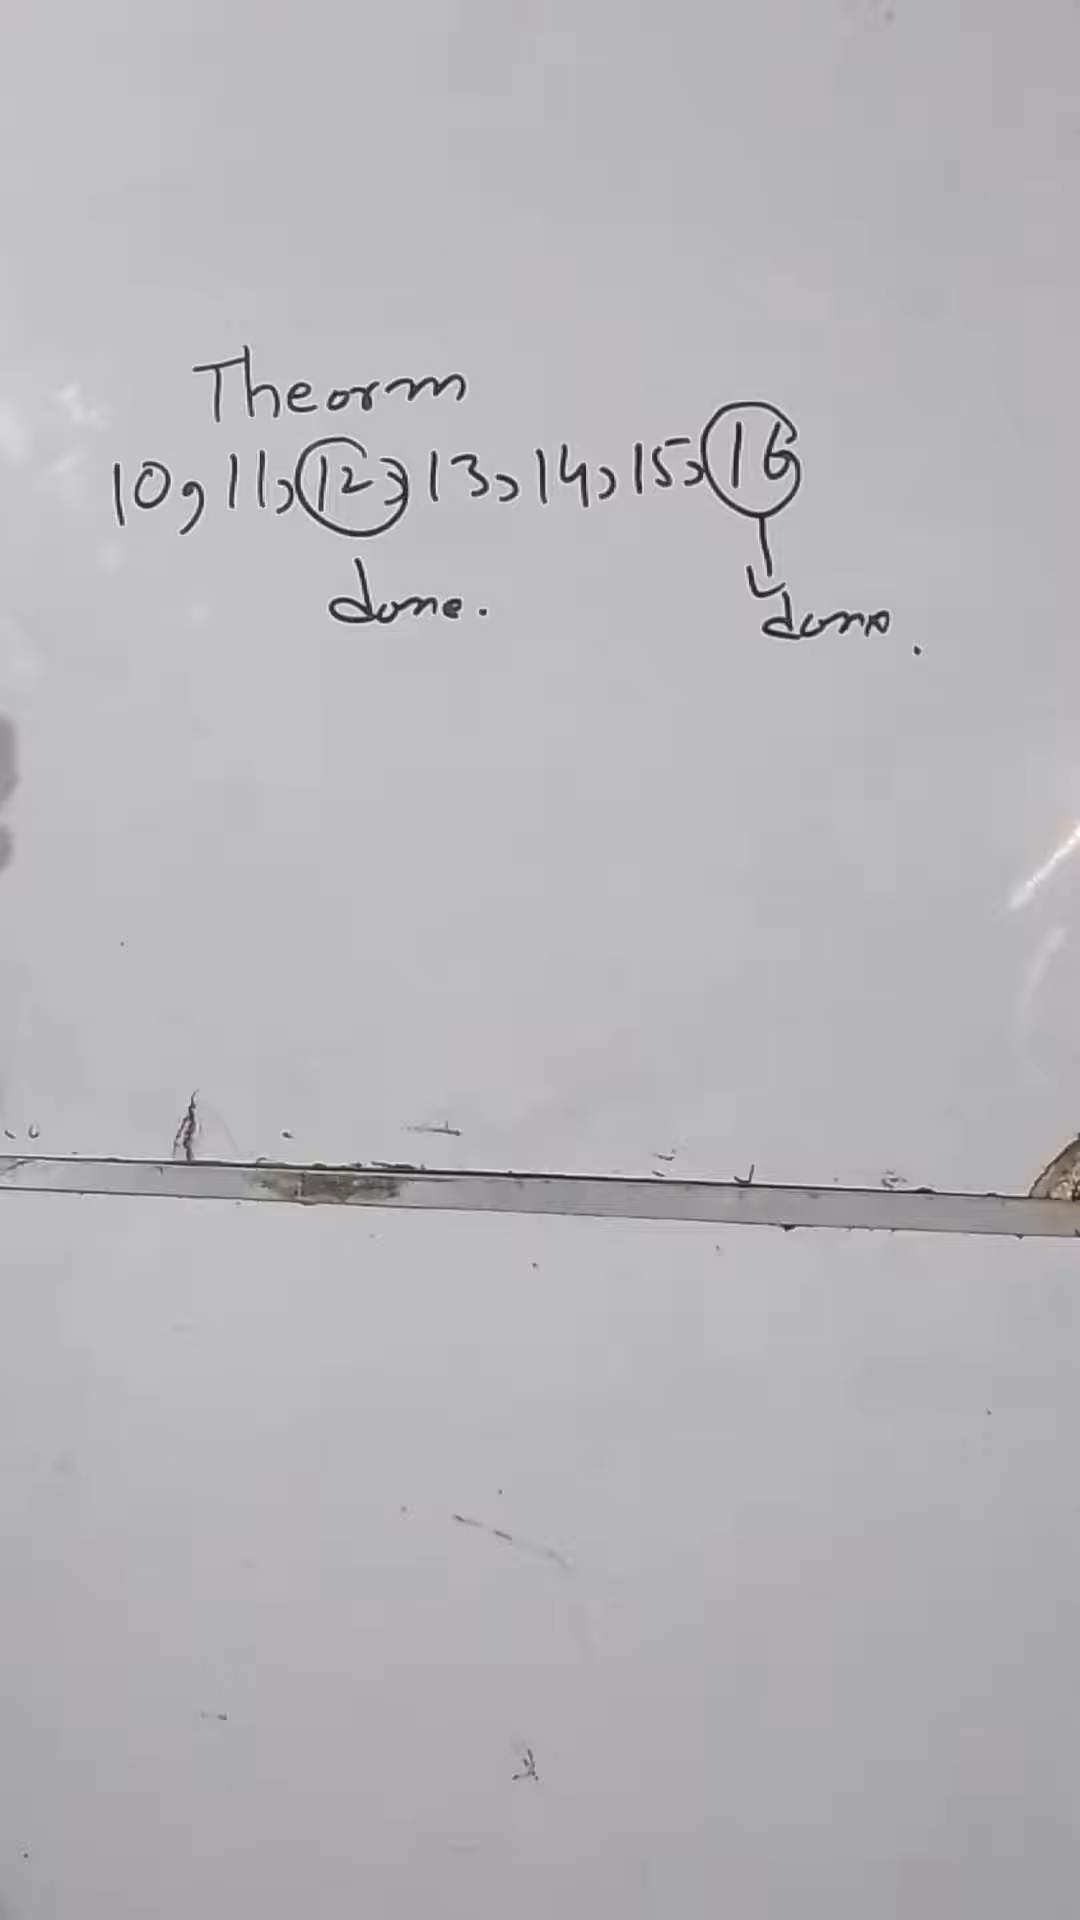 Theorm
10, 11, 12, 13, 14, 15, 16
done. done.